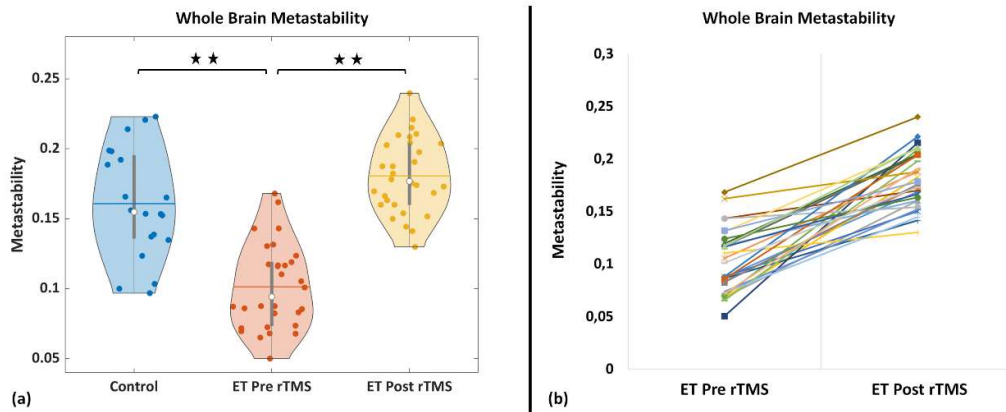 Whole Brain Metastability
★ ★ ★ ★
0.25
0.2
0.15
0.1
0.05
Metastability
Control ET Pre rTMS ET Post rTMS
(a)
Whole Brain Metastability
0,3
0,25
0,2
0,15
0,1
0,05
0
Metastability
ET Pre rTMS ET Post rTMS
(b)